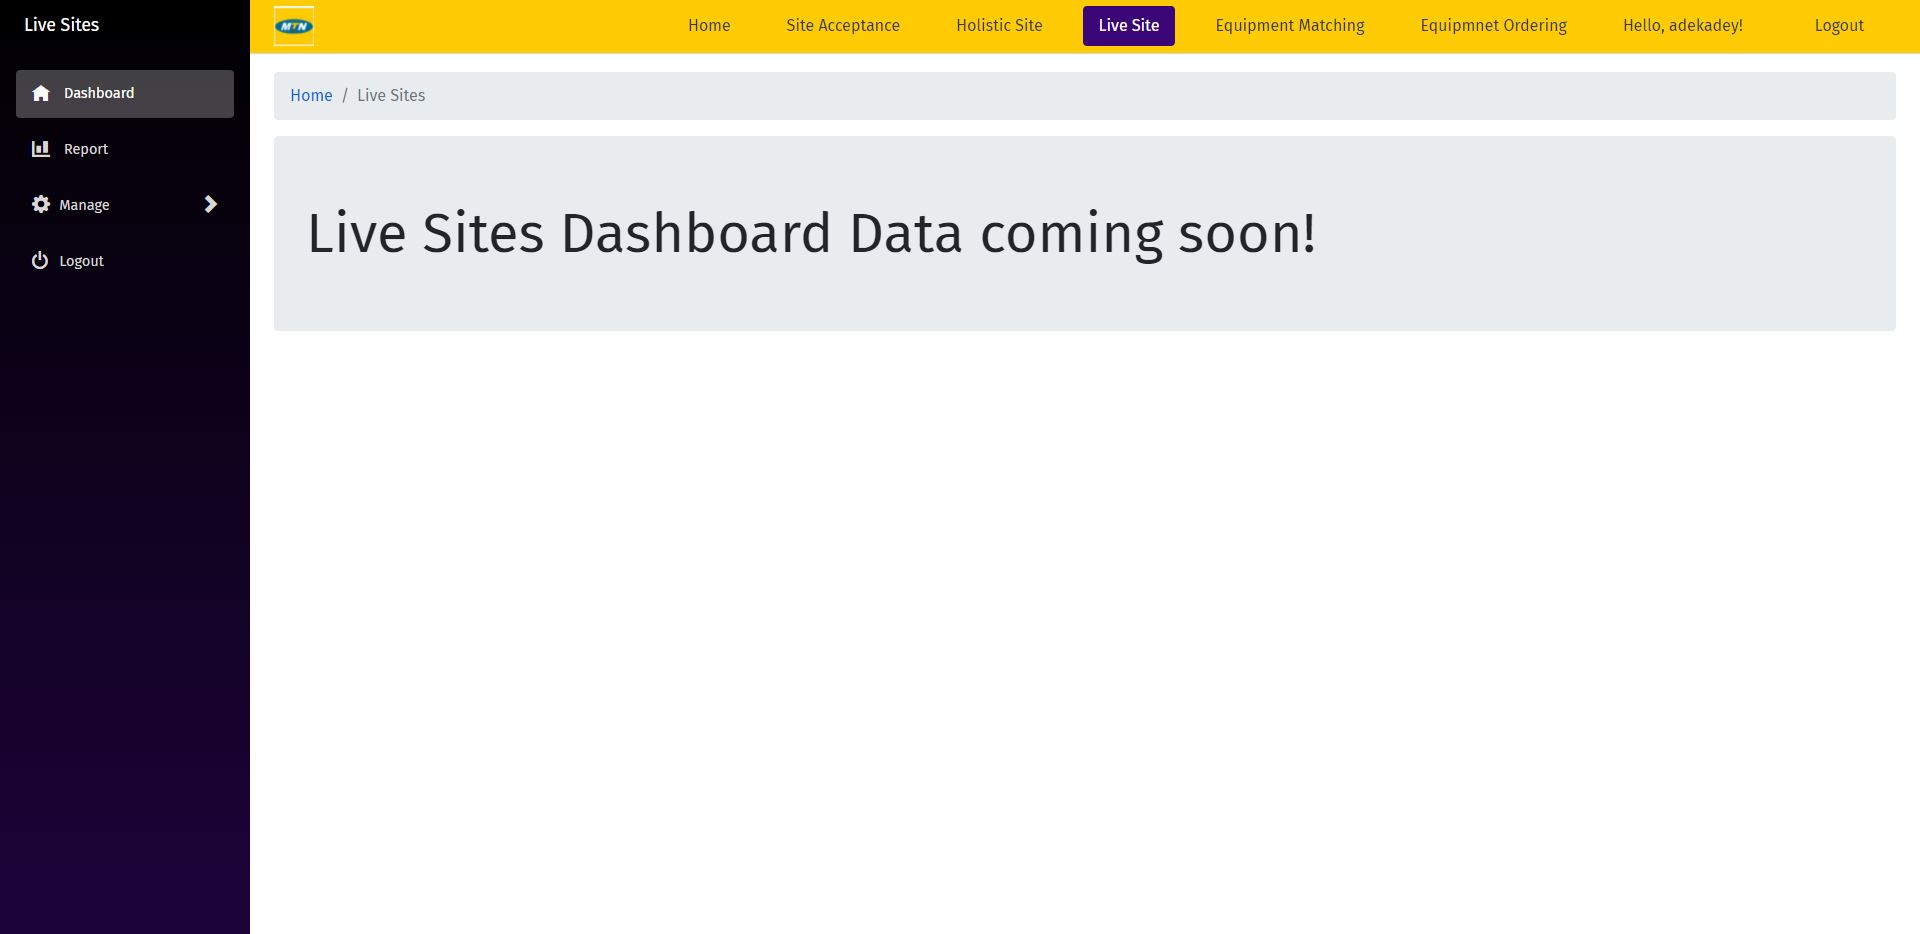 Live Sites
Dashboard
Report
Manage
Logout
MTN
Home
Site Acceptance
Holistic Site
Live Site
Equipment Matching
Equipmnet Ordering
Hello, adekadey!
Logout
Home / Live Sites
Live Sites Dashboard Data coming soon!